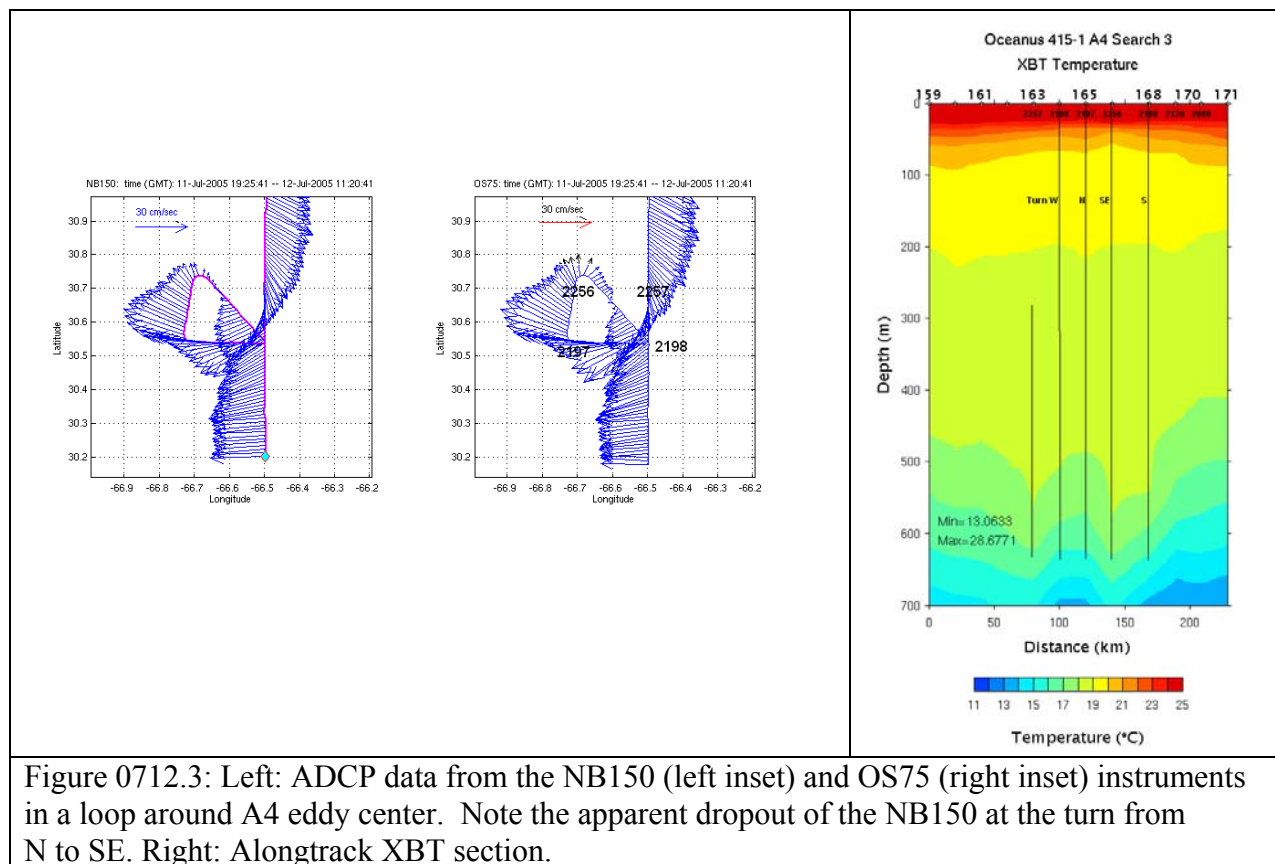 NB150: time (GMT): 11-Jul-2005 19:25:41 -- 12-Jul-2005 11:20:41
30 cm/sec
30.9
30.8
30.7
30.6
30.5
30.4
30.3
30.2
Latitude
-66.9 -66.8 -66.7 -66.6 -66.5 -66.4 -66.3 -66.2
Longitude
OS75: time (GMT): 11-Jul-2005 19:25:41 -- 12-Jul-2005 11:20:41
30 cm/sec
30.9
30.8
30.7
30.6
30.5
30.4
30.3
30.2
Latitude
2256 2257
2197 2198
-66.9 -66.8 -66.7 -66.6 -66.5 -66.4 -66.3 -66.2
Longitude
Oceanus 415-1 A4 Search 3
XBT Temperature
159 161 163 165 168 170 171
0
100
200
300
400
500
600
700
Depth (m)
Turn W N SE S
Min=13.0633
Max=28.6771
0 50 100 150 200
Distance (km)
11 13 15 17 19 21 23 25
Temperature (°C)
Figure 0712.3: Left: ADCP data from the NB150 (left inset) and OS75 (right inset) instruments
in a loop around A4 eddy center. Note the apparent dropout of the NB150 at the turn from
N to SE. Right: Alongtrack XBT section.